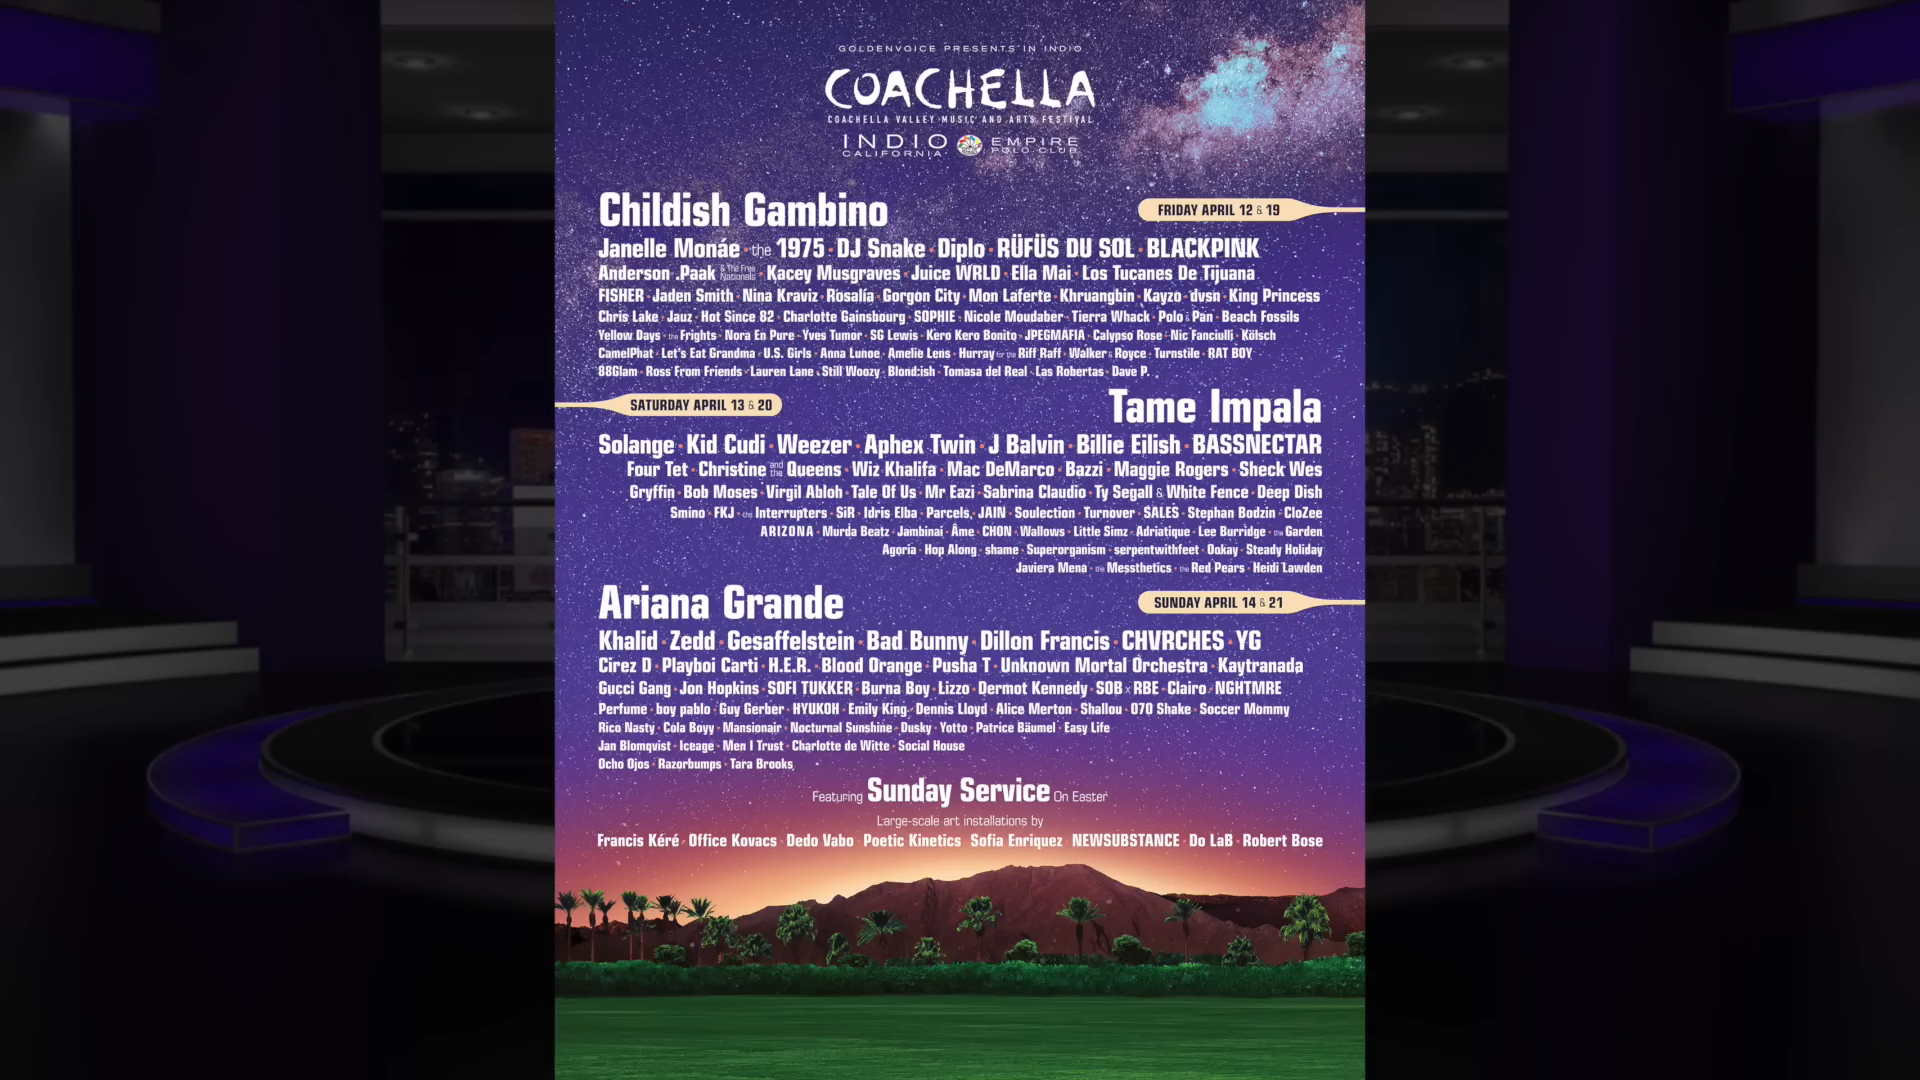 GOLDENVOICE PRESENTS IN INDIO
COACHELLA
COACHELLA VALLEY MUSIC AND ARTS FESTIVAL
INDIO CALIFORNIA EMPIRE POLO CLUB
Childish Gambino
FRIDAY APRIL 12 & 19
Janelle Monáe · the 1975 · DJ Snake · Diplo · RÜFÜS DU SOL · BLACKPINK
Anderson .Paak & The Free Nationals · Kacey Musgraves · Juice WRLD · Ella Mai · Los Tucanes De Tijuana
FISHER · Jaden Smith · Nina Kraviz · Rosalía · Gorgon City · Mon Laferte · Khruangbin · Kayzo · dvsn · King Princess
Chris Lake · Jauz · Hot Since 82 · Charlotte Gainsbourg · SOPHIE · Nicole Moudaber · Tierra Whack · Polo & Pan · Beach Fossils
Yellow Days · the Frights · Nora En Pure · Yves Tumor · SG Lewis · Kero Kero Bonito · JPEGMAFIA · Calypso Rose · Nic Fanciulli · Kölsch
CamelPhat · Let's Eat Grandma · U.S. Girls · Anna Lunoe · Amelie Lens · Hurray for the Riff Raff · Walker & Royce · Turnstile · RAT BOY
88Glam · Ross From Friends · Lauren Lane · Still Woozy · Blond:ish · Tomasa del Real · Las Robertas · Dave P.
SATURDAY APRIL 13 & 20
Tame Impala
Solange · Kid Cudi · Weezer · Aphex Twin · J Balvin · Billie Eilish · BASSNECTAR
Four Tet · Christine and the Queens · Wiz Khalifa · Mac DeMarco · Bazzi · Maggie Rogers · Sheck Wes
Gryffin · Bob Moses · Virgil Abloh · Tale Of Us · Mr Eazi · Sabrina Claudio · Ty Segall & White Fence · Deep Dish
Smino · FKJ · the Interrupters · SiR · Idris Elba · Parcels · JAIN · Soulection · Turnover · SALES · Stephan Bodzin · CloZee
A R I Z O N A · Murda Beatz · Jambinai · Âme · CHON · Wallows · Little Simz · Adriatique · Lee Burridge · the Garden
Agoria · Hop Along · shame · Superorganism · serpentwithfeet · Ookay · Steady Holiday
Javiera Mena · the Messthetics · the Red Pears · Heidi Lawden
Ariana Grande
SUNDAY APRIL 14 & 21
Khalid · Zedd · Gesaffelstein · Bad Bunny · Dillon Francis · CHVRCHES · YG
Cirez D · Playboi Carti · H.E.R. · Blood Orange · Pusha T · Unknown Mortal Orchestra · Kaytranada
Gucci Gang · Jon Hopkins · SOFI TUKKER · Burna Boy · Lizzo · Dermot Kennedy · SOB x RBE · Clairo · NGHTMRE
Perfume · boy pablo · Guy Gerber · HYUKOH · Emily King · Dennis Lloyd · Alice Merton · Shallou · 070 Shake · Soccer Mommy
Rico Nasty · Cola Boyy · Mansionair · Nocturnal Sunshine · Dusky · Yotto · Patrice Bäumel · Easy Life
Jan Blomqvist · Iceage · Men I Trust · Charlotte de Witte · Social House
Ocho Ojos · Razorbumps · Tara Brooks
Featuring Sunday Service On Easter
Large-scale art installations by
Francis Kéré · Office Kovacs · Dedo Vabo · Poetic Kinetics · Sofia Enriquez · NEWSUBSTANCE · Do LaB · Robert Bose